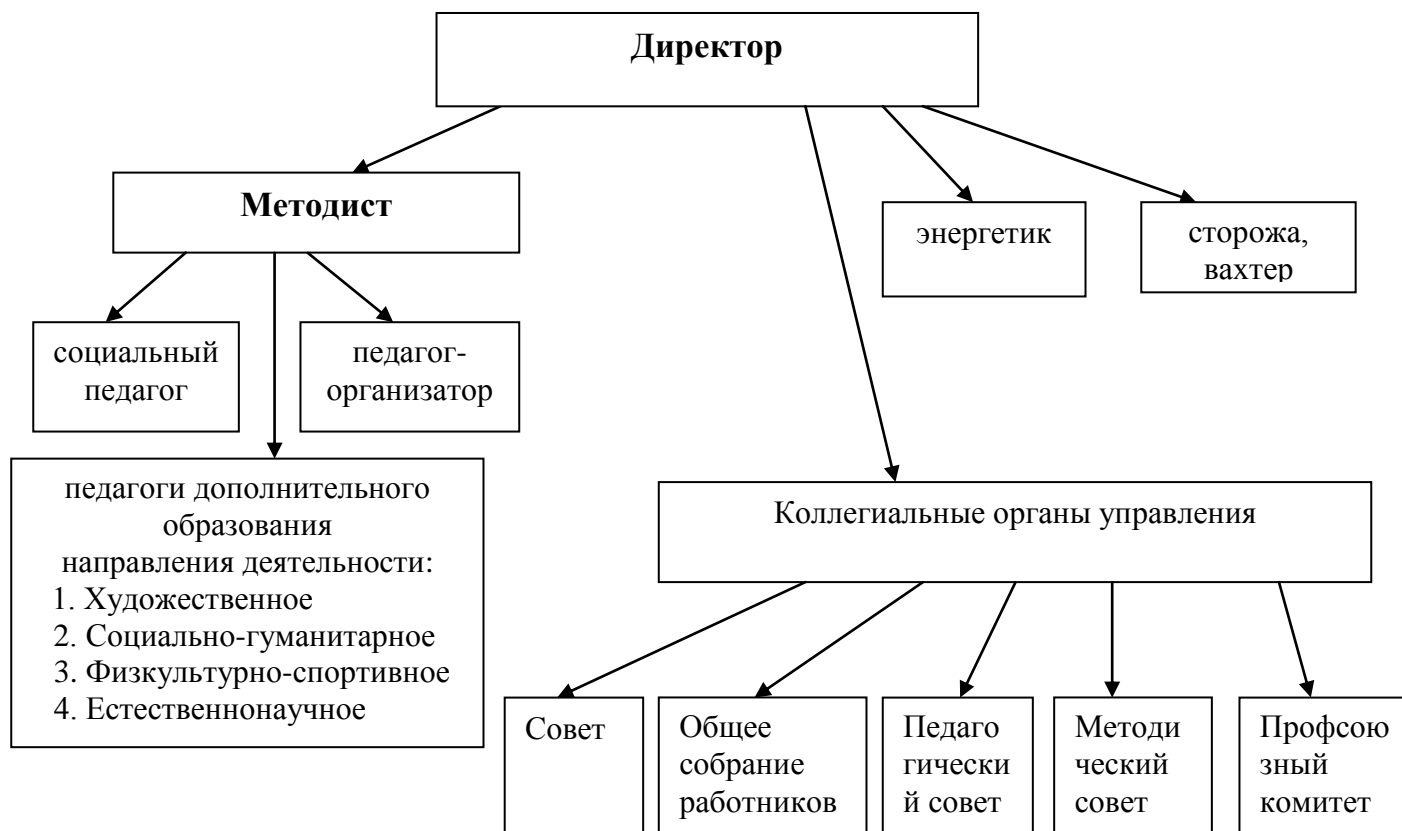 Директор
Методист
энергетик
сторожа,
вахтер
социальный
педагог
педагог-
организатор
педагоги дополнительного
образования
направления деятельности:
1. Художественное
2. Социально-гуманитарное
3. Физкультурно-спортивное
4. Естественнонаучное
Коллегиальные органы управления
Совет
Общее
собрание
работников
Педаго
гически
й совет
Методи
ческий
совет
Профсою
зный
комитет